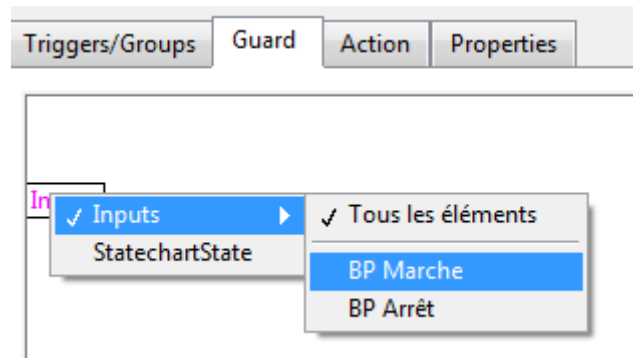 Triggers/Groups Guard Action Properties
In
✓ Inputs ✓ Tous les éléments
StatechartState
BP Marche
BP Arrêt